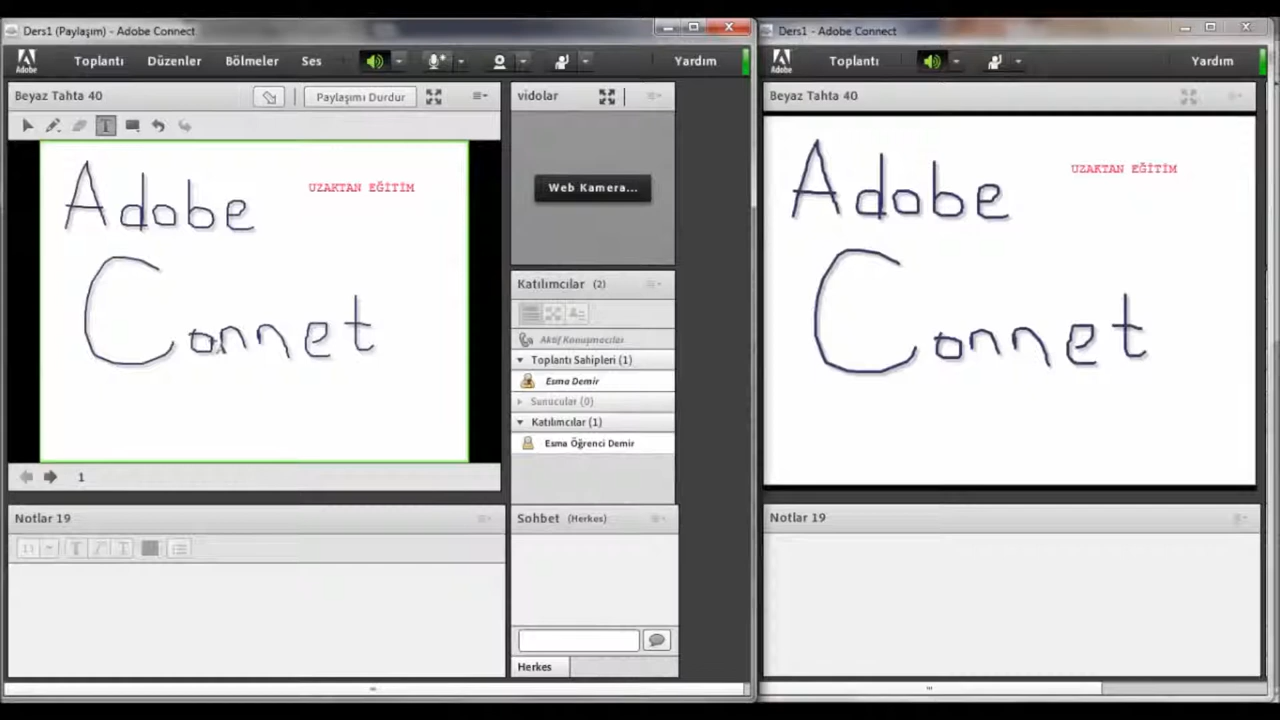 Ders1 (Paylaşım) - Adobe Connect
Adobe
Toplantı
Düzenler
Bölmeler
Ses
Yardım
Beyaz Tahta 40
Paylaşımı Durdur
T
Adobe
UZAKTAN EĞİTİM
Connet
1
Notlar 19
T
T
vidolar
Web Kamera...
Katılımcılar (2)
Aktif Konuşmacılar
Toplantı Sahipleri (1)
Esma Demir
Sunucular (0)
Katılımcılar (1)
Esma Öğrenci Demir
Sohbet (Herkes)
Herkes
Ders1 - Adobe Connect
Adobe
Toplantı
Yardım
Beyaz Tahta 40
Adobe
UZAKTAN EĞİTİM
Connet
Notlar 19